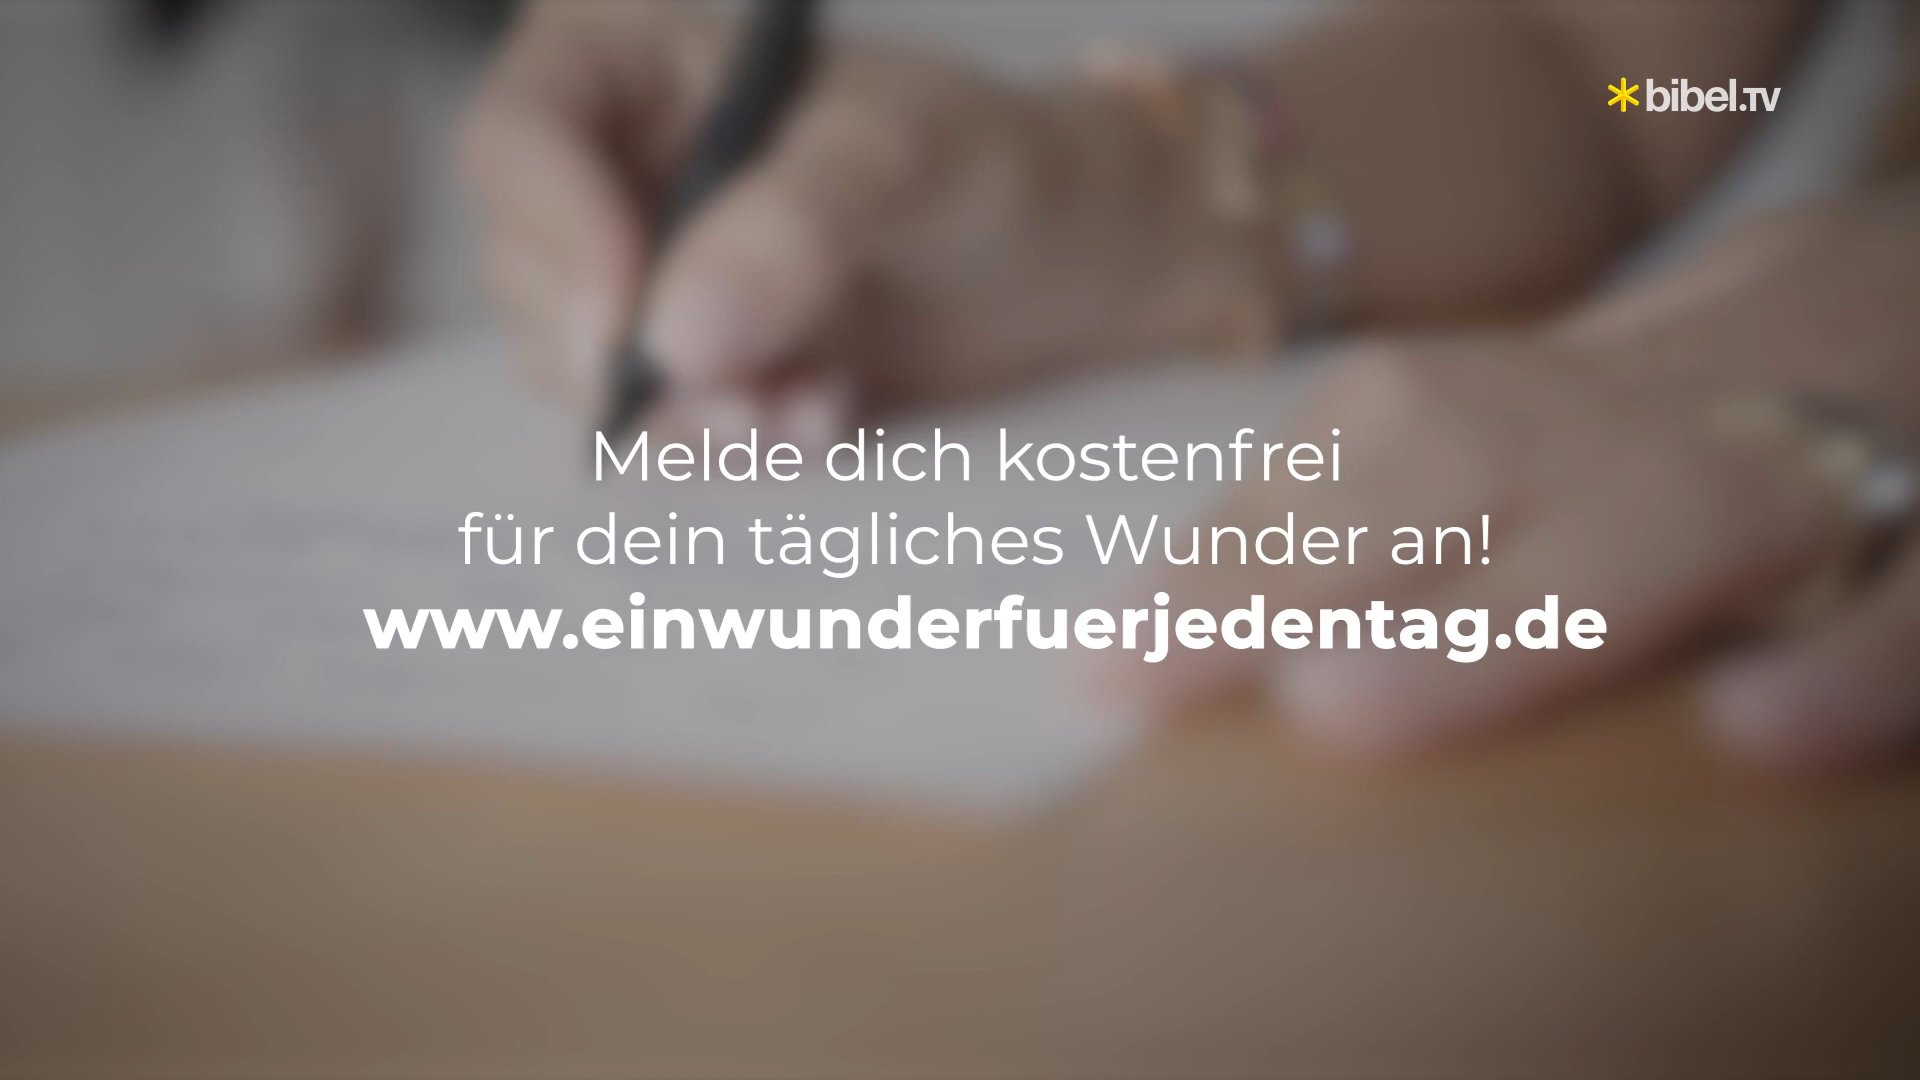 bibel.TV
Melde dich kostenfrei
für dein tägliches Wunder an!
www.einwunderfuerjedentag.de